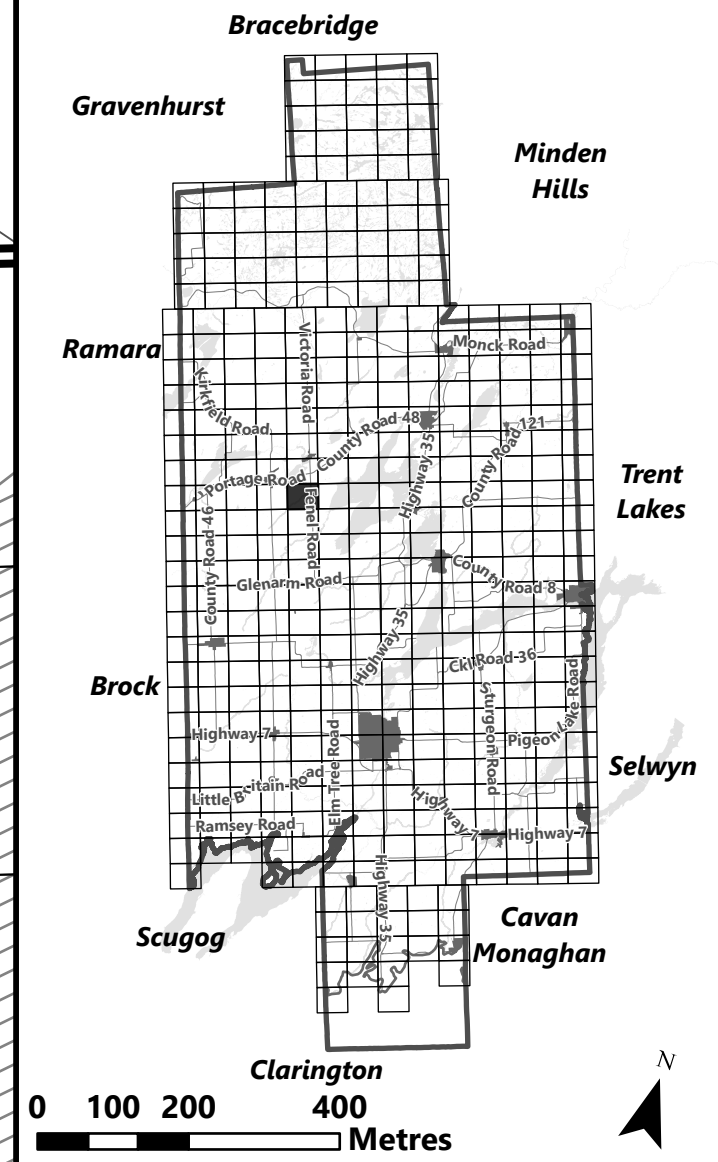 Bracebridge
Gravenhurst
Minden
Hills
Ramara
Victoria Road
Monck Road
Kirkfield Road
County Road 48
County Road 121
Highway 35
Portage Road
Fenel Road
Trent
Lakes
County Road 46
Glenarm Road
County Road 8
Highway 35
Ckl Road 36
Brock
Highway 7
Elm Tree Road
Sturgeon Road
Pigeon Lake Road
Selwyn
Little Britain Road
Highway 7
Ramsey Road
Highway 7
Highway 35
Scugog
Cavan
Monaghan
Clarington
N
0 100 200 400
Metres